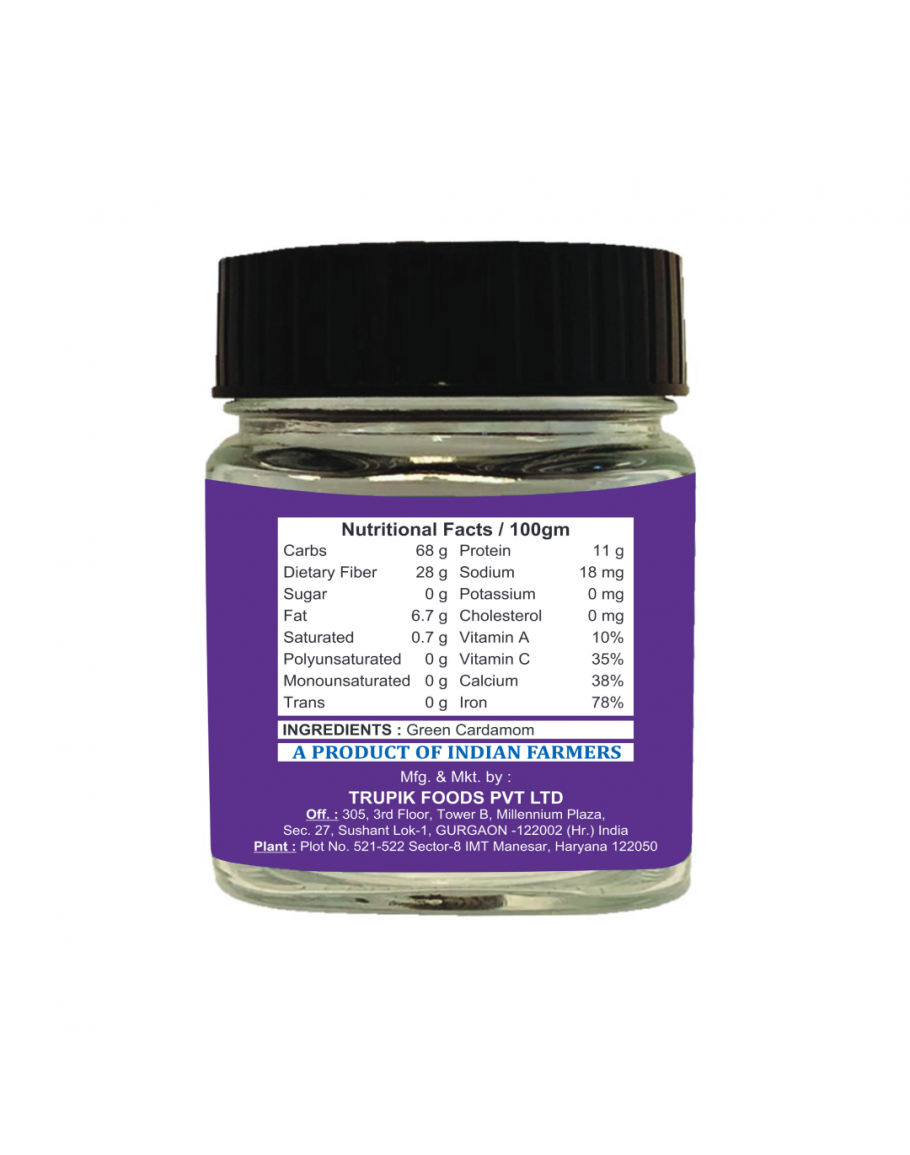 Nutritional Facts / 100gm
Carbs 68 g Protein 11 g
Dietary Fiber 28 g Sodium 18 mg
Sugar 0 g Potassium 0 mg
Fat 6.7 g Cholesterol 0 mg
Saturated 0.7 g Vitamin A 10%
Polyunsaturated 0 g Vitamin C 35%
Monounsaturated 0 g Calcium 38%
Trans 0 g Iron 78%
INGREDIENTS : Green Cardamom
A PRODUCT OF INDIAN FARMERS
Mfg. & Mkt. by :
TRUPIK FOODS PVT LTD
Off. : 305, 3rd Floor, Tower B, Millennium Plaza,
Sec. 27, Sushant Lok-1, GURGAON -122002 (Hr.) India
Plant : Plot No. 521-522 Sector-8 IMT Manesar, Haryana 122050